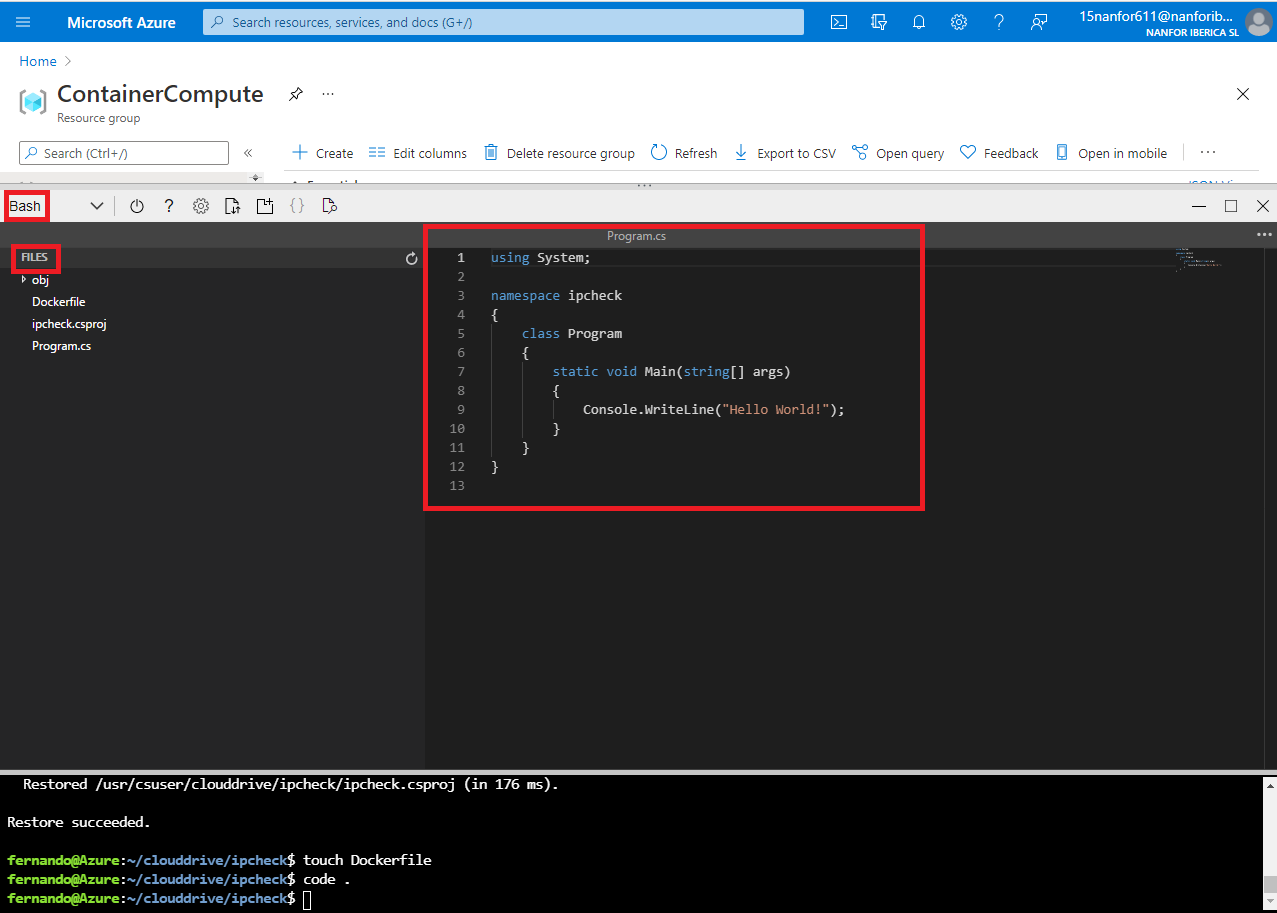 Microsoft Azure
Search resources, services, and docs (G+/)
15nanfor611@nanforib...
NANFOR IBERICA SL
Home
ContainerCompute
Resource group
Search (Ctrl+/)
Create
Edit columns
Delete resource group
Refresh
Export to CSV
Open query
Feedback
Open in mobile
Bash
Program.cs
FILES
obj
Dockerfile
ipcheck.csproj
Program.cs
1 using System;
2
3 namespace ipcheck
4 {
5 class Program
6 {
7 static void Main(string[] args)
8 {
9 Console.WriteLine("Hello World!");
10 }
11 }
12 }
13
Restored /usr/csuser/clouddrive/ipcheck/ipcheck.csproj (in 176 ms).
Restore succeeded.
fernando@Azure:~/clouddrive/ipcheck$ touch Dockerfile
fernando@Azure:~/clouddrive/ipcheck$ code .
fernando@Azure:~/clouddrive/ipcheck$